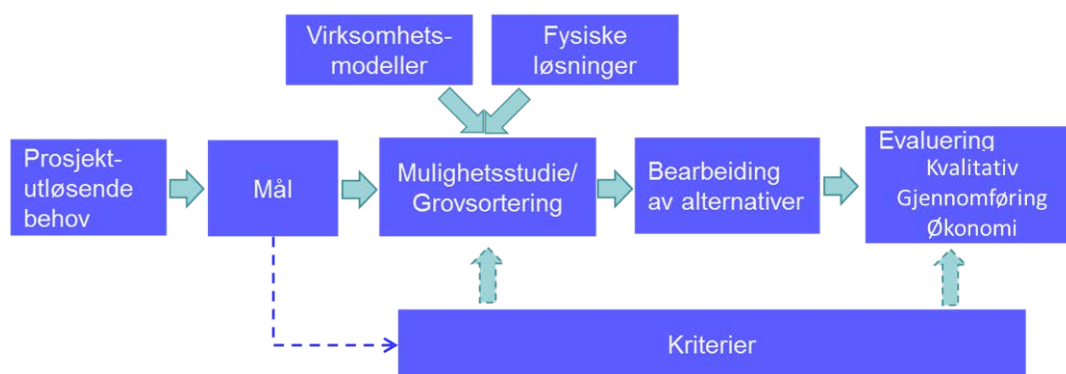 Virksomhets-
modeller
Fysiske
løsninger
Prosjekt-
utløsende
behov
Mål
Mulighetsstudie/
Grovsortering
Bearbeiding
av alternativer
Evaluering
Kvalitativ
Gjennomføring
Økonomi
Kriterier